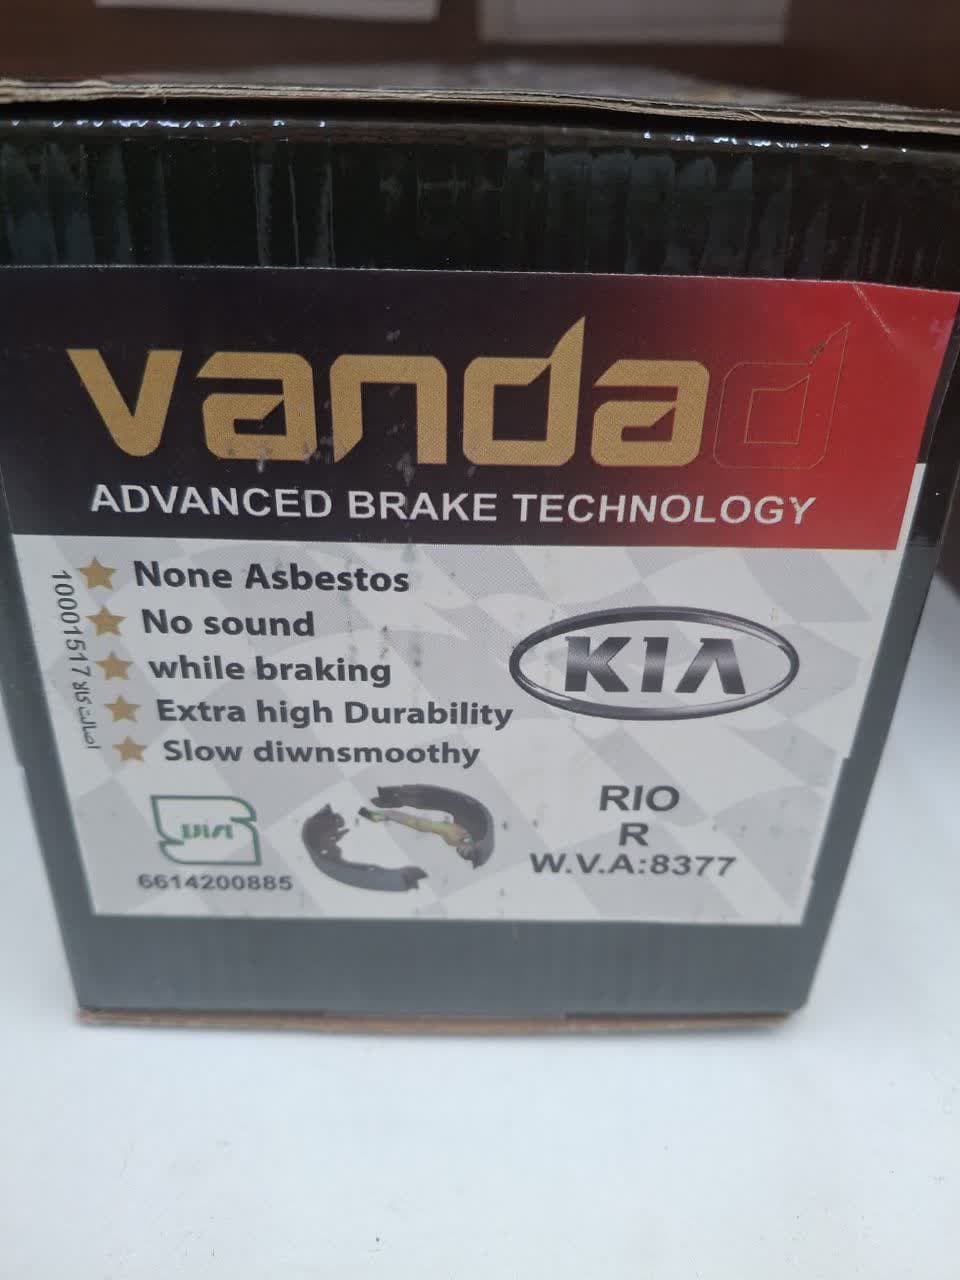 vandad
ADVANCED BRAKE TECHNOLOGY
None Asbestos
No sound
while braking
Extra high Durability
Slow diwnsmoothy
KIA
RIO
R
W.V.A:8377
6614200885
اصالت کالا 10001517